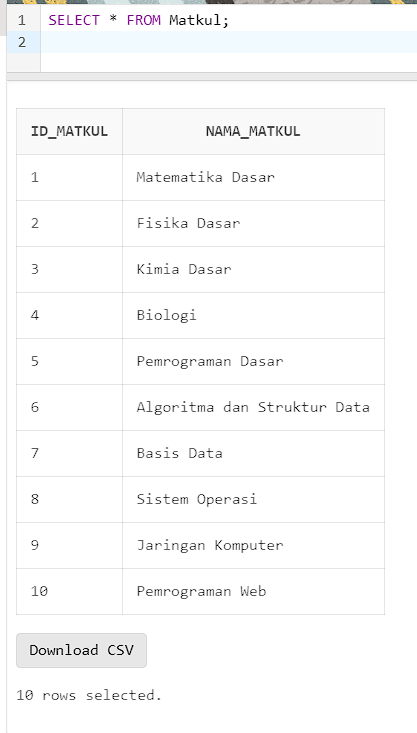 1 SELECT * FROM Matkul;
2
ID_MATKUL NAMA_MATKUL
1 Matematika Dasar
2 Fisika Dasar
3 Kimia Dasar
4 Biologi
5 Pemrograman Dasar
6 Algoritma dan Struktur Data
7 Basis Data
8 Sistem Operasi
9 Jaringan Komputer
10 Pemrograman Web
Download CSV
10 rows selected.